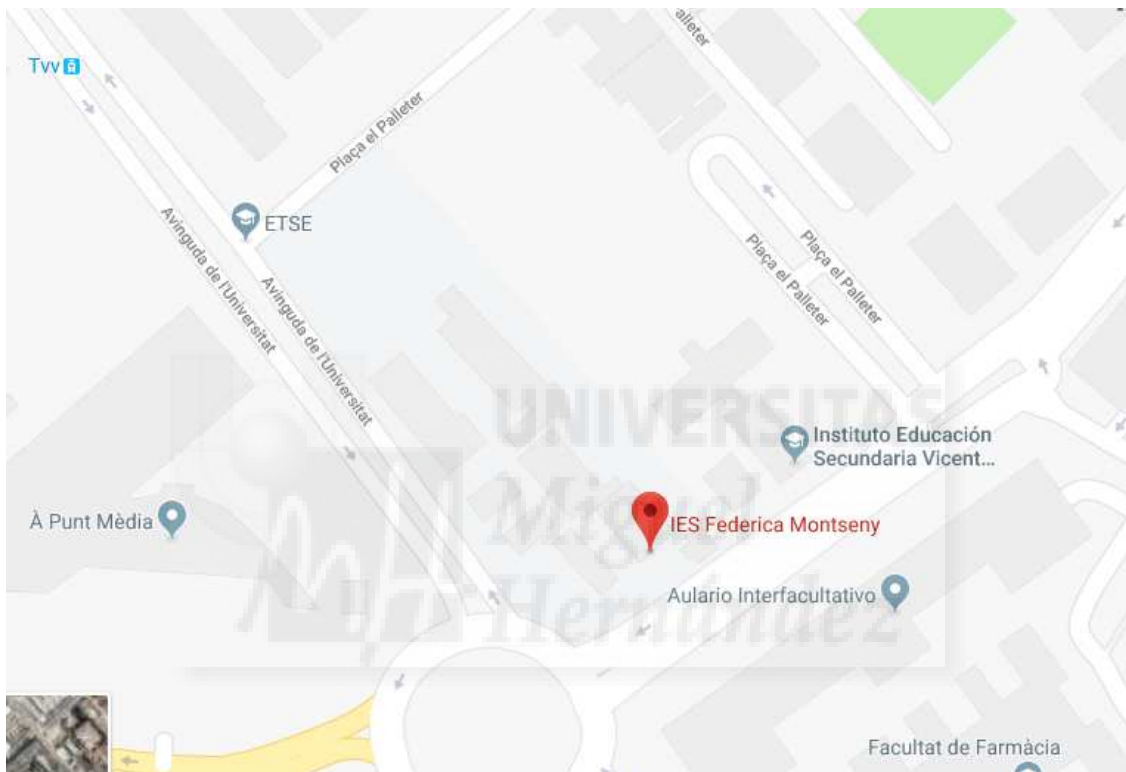 alleter
Tvv
Plaça el Palleter
ETSE
Avinguda de l'Universitat
Avinguda de l'Universitat
Plaça el Palleter
Plaça el Palleter
UNIVERSITAS
Miguel
Hernández
Instituto Educación
Secundaria Vicent...
À Punt Mèdia
IES Federica Montseny
Aulario Interfacultativo
Facultat de Farmàcia